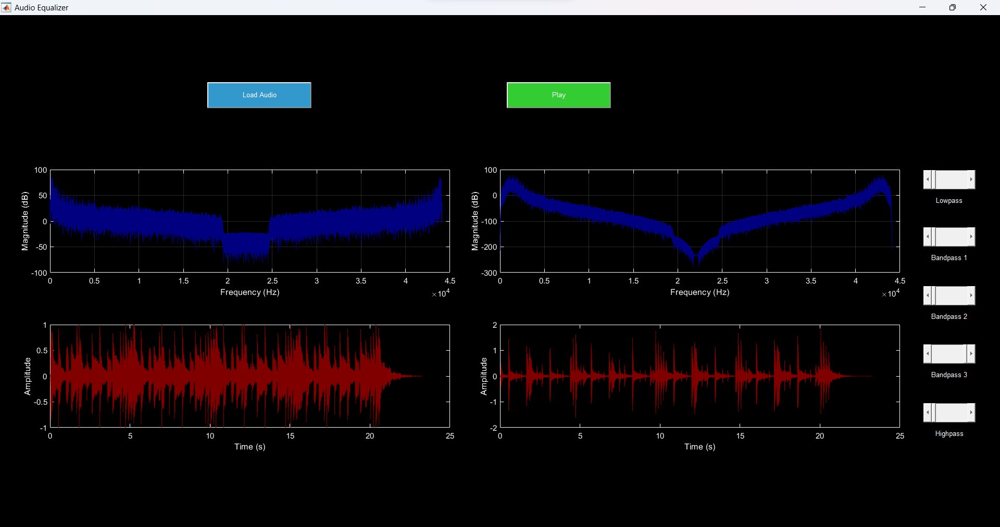 Audio Equalizer
Load Audio
Play
100
50
0
-50
-100
Magnitude (dB)
0 0.5 1 1.5 2 2.5 3 3.5 4 4.5
Frequency (Hz)
×10^4
100
0
-100
-200
-300
Magnitude (dB)
0 0.5 1 1.5 2 2.5 3 3.5 4 4.5
Frequency (Hz)
×10^4
Lowpass
Bandpass 1
Bandpass 2
Bandpass 3
Highpass
1
0.5
0
-0.5
-1
Amplitude
0 5 10 15 20 25
Time (s)
2
1
0
-1
-2
Amplitude
0 5 10 15 20 25
Time (s)